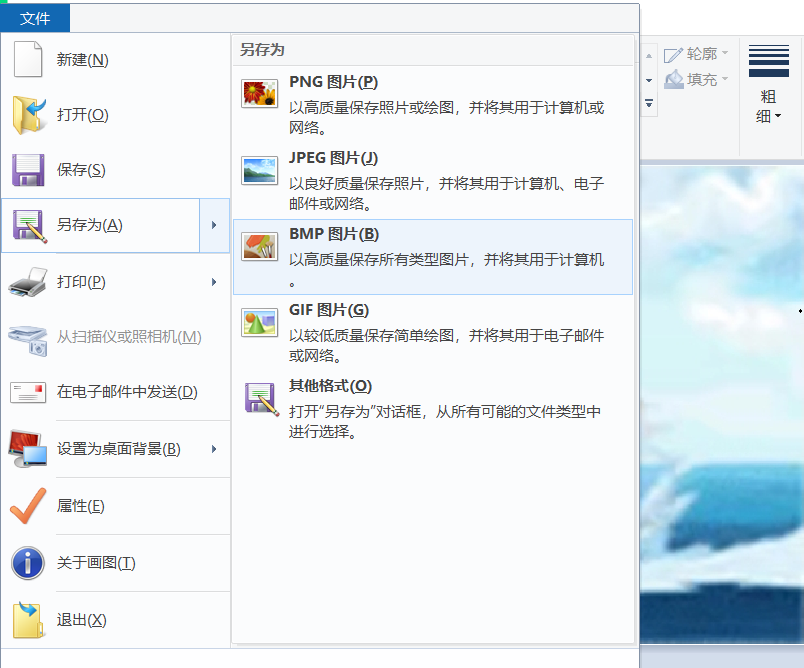 文件
新建(N)
打开(O)
保存(S)
另存为(A)
打印(P)
从扫描仪或照相机(M)
在电子邮件中发送(D)
设置为桌面背景(B)
属性(E)
关于画图(T)
退出(X)
另存为
PNG 图片(P)
以高质量保存照片或绘图，并将其用于计算机或
网络。
JPEG 图片(J)
以良好质量保存照片，并将其用于计算机、电子
邮件或网络。
BMP 图片(B)
以高质量保存所有类型图片，并将其用于计算机
。
GIF 图片(G)
以较低质量保存简单绘图，并将其用于电子邮件
或网络。
其他格式(O)
打开“另存为”对话框，从所有可能的文件类型中
进行选择。
轮廓
填充
粗
细